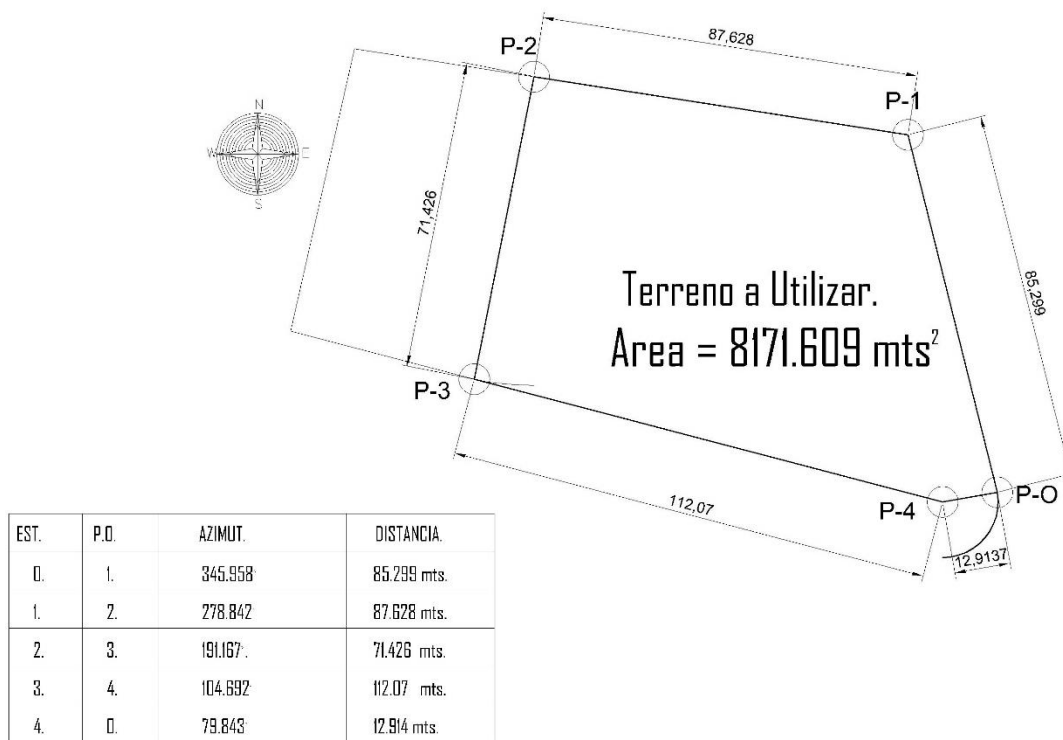 87,628
P-2
P-1
N
W E
S
71,426
85,299
Terreno a Utilizar.
Area = 8171.609 mts²
P-3
P-4
P-O
112,07
12,9137
EST. P.O. AZIMUT. DISTANCIA.
0. 1. 345.958° 85.299 mts.
1. 2. 278.842 87.628 mts.
2. 3. 191.167°. 71.426 mts.
3. 4. 104.692° 112.07 mts.
4. 0. 79.843° 12.914 mts.